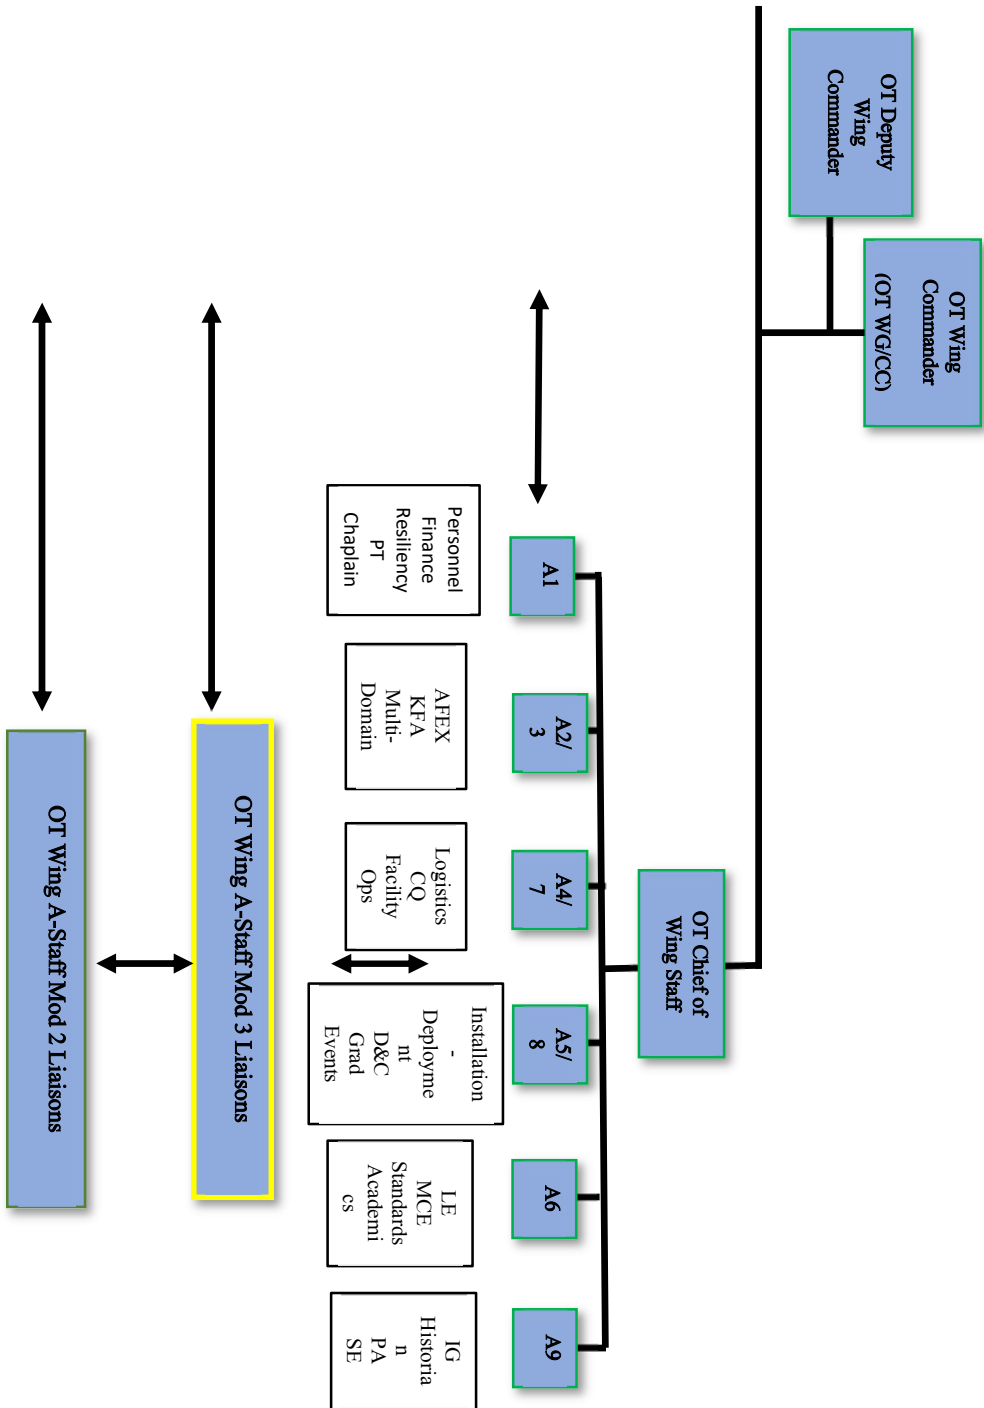 OT Wing
Commander
(OT WG/CC)
OT Deputy
Wing
Commander
OT Chief of
Wing Staff
A1
A2/
3
A4/
7
A5/
8
A6
A9
Personnel
Finance
Resiliency
PT
Chaplain
AFEX
KFA
Multi-
Domain
Logistics
CQ
Facility
Ops
Installation
-
Deployme
nt
D&C
Grad
Events
LE
MCE
Standards
Academi
cs
IG
Historia
n
PA
SE
OT Wing A-Staff Mod 3 Liaisons
OT Wing A-Staff Mod 2 Liaisons